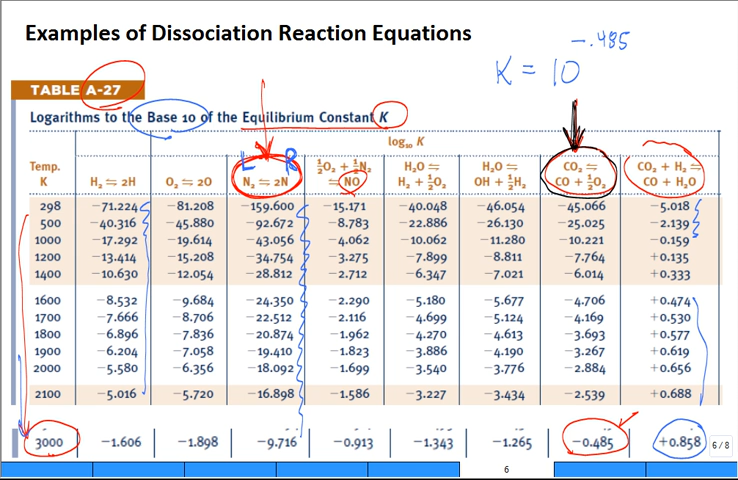 Examples of Dissociation Reaction Equations
K = 10^-.485
TABLE A-27
Logarithms to the Base 10 of the Equilibrium Constant K
log₁₀ K
L R
Temp. K | H₂ ⇌ 2H | O₂ ⇌ 2O | N₂ ⇌ 2N | ½O₂ + ½N₂ ⇌ NO | H₂O ⇌ H₂ + ½O₂ | H₂O ⇌ OH + ½H₂ | CO₂ ⇌ CO + ½O₂ | CO₂ + H₂ ⇌ CO + H₂O
298 −71.224 −81.208 −159.600 −15.171 −40.048 −46.054 −45.066 −5.018
500 −40.316 −45.880 −92.672 −8.783 −22.886 −26.130 −25.025 −2.139
1000 −17.292 −19.614 −43.056 −4.062 −10.062 −11.280 −10.221 −0.159
1200 −13.414 −15.208 −34.754 −3.275 −7.899 −8.811 −7.764 +0.135
1400 −10.630 −12.054 −28.812 −2.712 −6.347 −7.021 −6.014 +0.333
1600 −8.532 −9.684 −24.350 −2.290 −5.180 −5.677 −4.706 +0.474
1700 −7.666 −8.706 −22.512 −2.116 −4.699 −5.124 −4.169 +0.530
1800 −6.896 −7.836 −20.874 −1.962 −4.270 −4.613 −3.693 +0.577
1900 −6.204 −7.058 −19.410 −1.823 −3.886 −4.190 −3.267 +0.619
2000 −5.580 −6.356 −18.092 −1.699 −3.540 −3.776 −2.884 +0.656
2100 −5.016 −5.720 −16.898 −1.586 −3.227 −3.434 −2.539 +0.688
3000 −1.606 −1.898 −9.716 −0.913 −1.343 −1.265 −0.485 +0.858
6/8
6